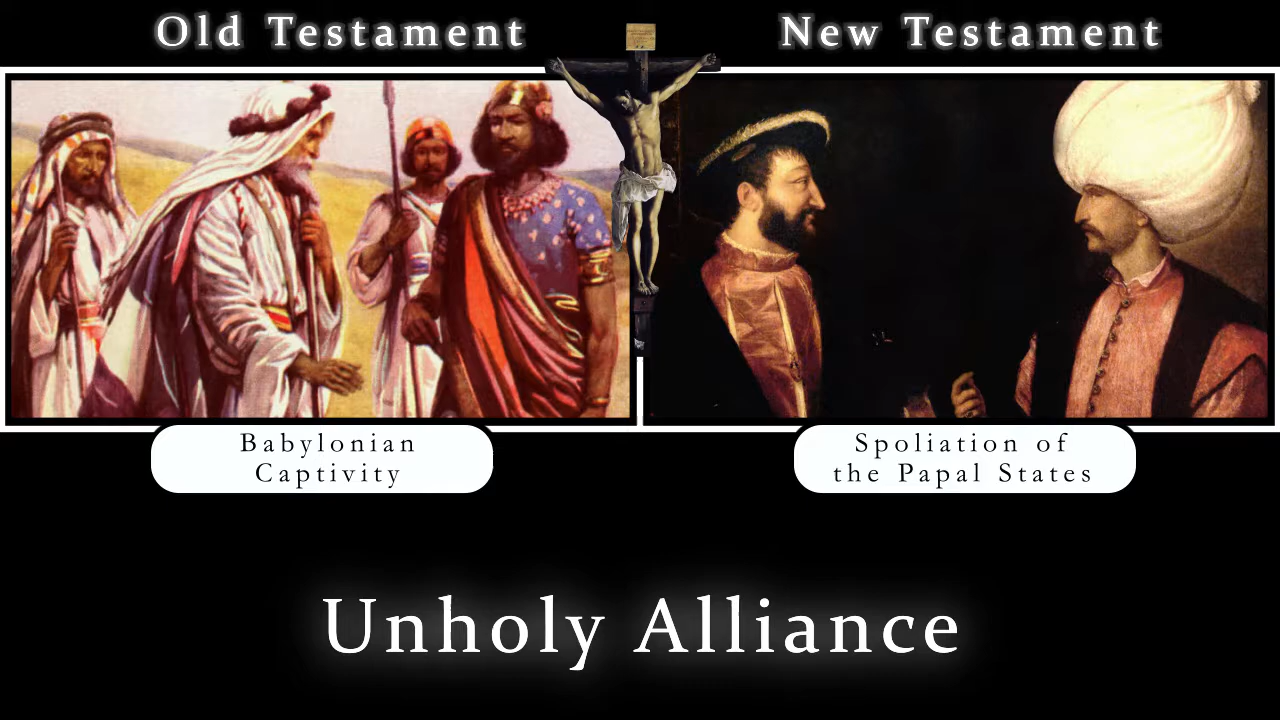 Old Testament
New Testament
Babylonian
Captivity
Spoliation of
the Papal States
Unholy Alliance